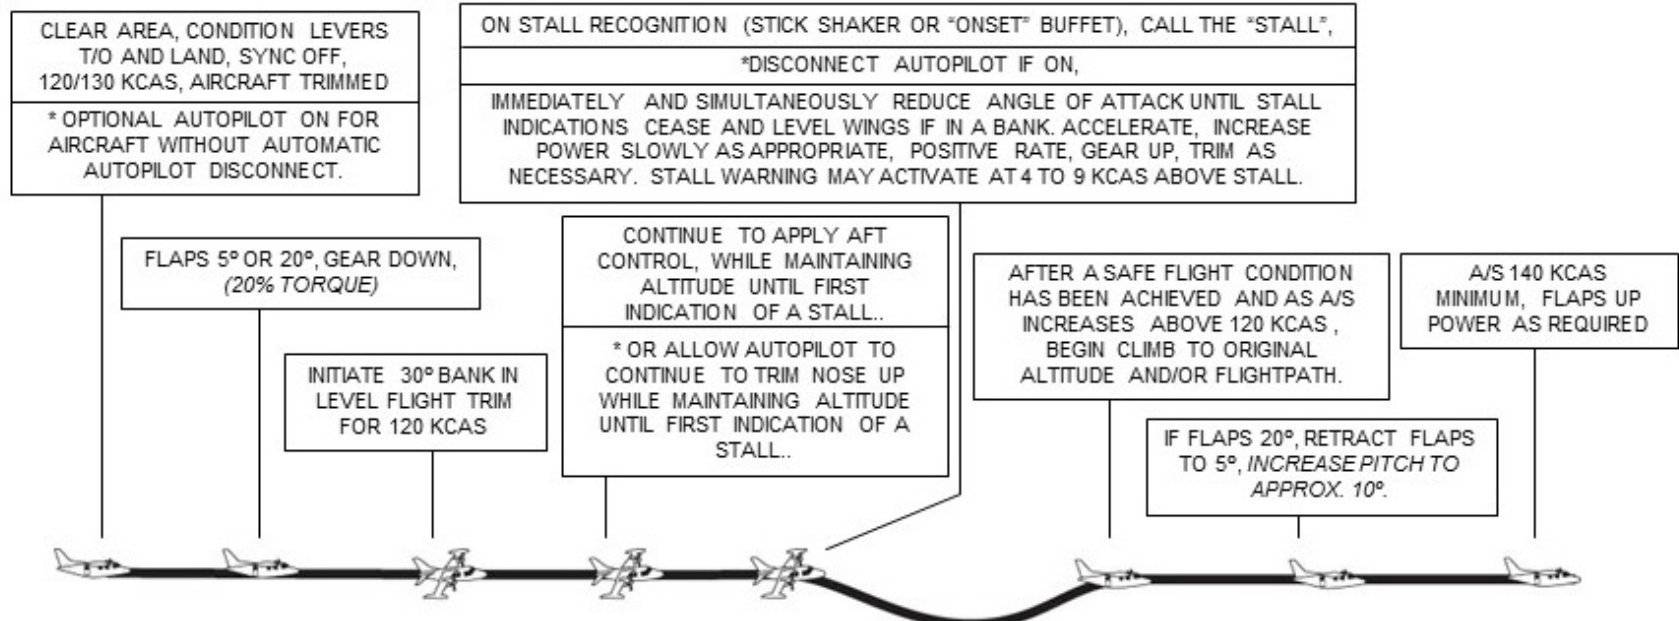 CLEAR AREA, CONDITION LEVERS
T/O AND LAND, SYNC OFF,
120/130 KCAS, AIRCRAFT TRIMMED
* OPTIONAL AUTOPILOT ON FOR
AIRCRAFT WITHOUT AUTOMATIC
AUTOPILOT DISCONNECT.
FLAPS 5º OR 20º, GEAR DOWN,
(20% TORQUE)
INITIATE 30º BANK IN
LEVEL FLIGHT TRIM
FOR 120 KCAS
CONTINUE TO APPLY AFT
CONTROL, WHILE MAINTAINING
ALTITUDE UNTIL FIRST
INDICATION OF A STALL..
* OR ALLOW AUTOPILOT TO
CONTINUE TO TRIM NOSE UP
WHILE MAINTAINING ALTITUDE
UNTIL FIRST INDICATION OF A
STALL..
ON STALL RECOGNITION (STICK SHAKER OR “ONSET” BUFFET), CALL THE “STALL”,
*DISCONNECT AUTOPILOT IF ON,
IMMEDIATELY AND SIMULTANEOUSLY REDUCE ANGLE OF ATTACK UNTIL STALL
INDICATIONS CEASE AND LEVEL WINGS IF IN A BANK. ACCELERATE, INCREASE
POWER SLOWLY AS APPROPRIATE, POSITIVE RATE, GEAR UP, TRIM AS
NECESSARY. STALL WARNING MAY ACTIVATE AT 4 TO 9 KCAS ABOVE STALL.
AFTER A SAFE FLIGHT CONDITION
HAS BEEN ACHIEVED AND AS A/S
INCREASES ABOVE 120 KCAS ,
BEGIN CLIMB TO ORIGINAL
ALTITUDE AND/OR FLIGHTPATH.
IF FLAPS 20º, RETRACT FLAPS
TO 5º, INCREASE PITCH TO
APPROX. 10º.
A/S 140 KCAS
MINIMUM, FLAPS UP
POWER AS REQUIRED